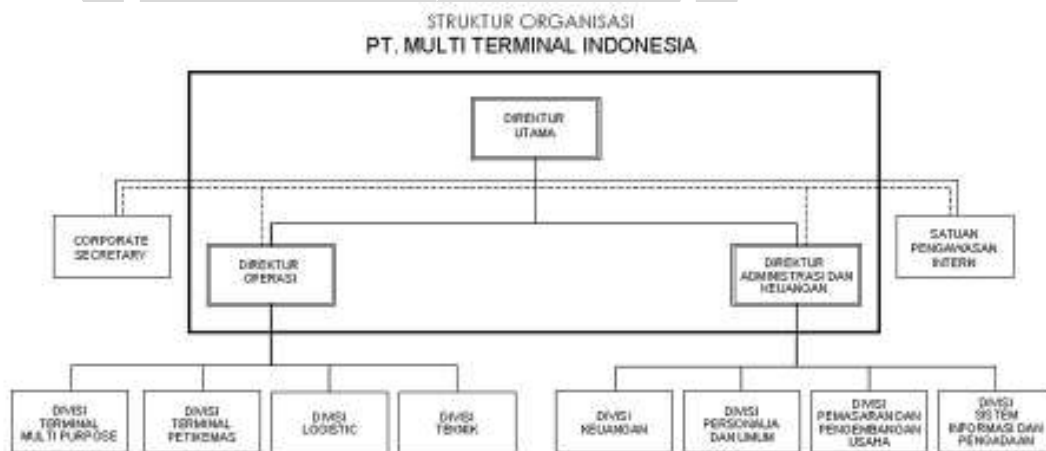 STRUKTUR ORGANISASI
PT. MULTI TERMINAL INDONESIA
DIREKTUR
UTAMA
CORPORATE
SECRETARY
SATUAN
PENGAWASAN
INTERN
DIREKTUR
OPERASI
DIREKTUR
ADMINISTRASI DAN
KEUANGAN
DIVISI
TERMINAL
MULTI PURPOSE
DIVISI
TERMINAL
PETIKEMAS
DIVISI
LOGISTIC
DIVISI
TEKNIK
DIVISI
KEUANGAN
DIVISI
PERSONALIA
DAN UMUM
DIVISI
PEMASARAN DAN
PENGEMBANGAN
USAHA
DIVISI
SISTEM
INFORMASI DAN
PENGADAAN